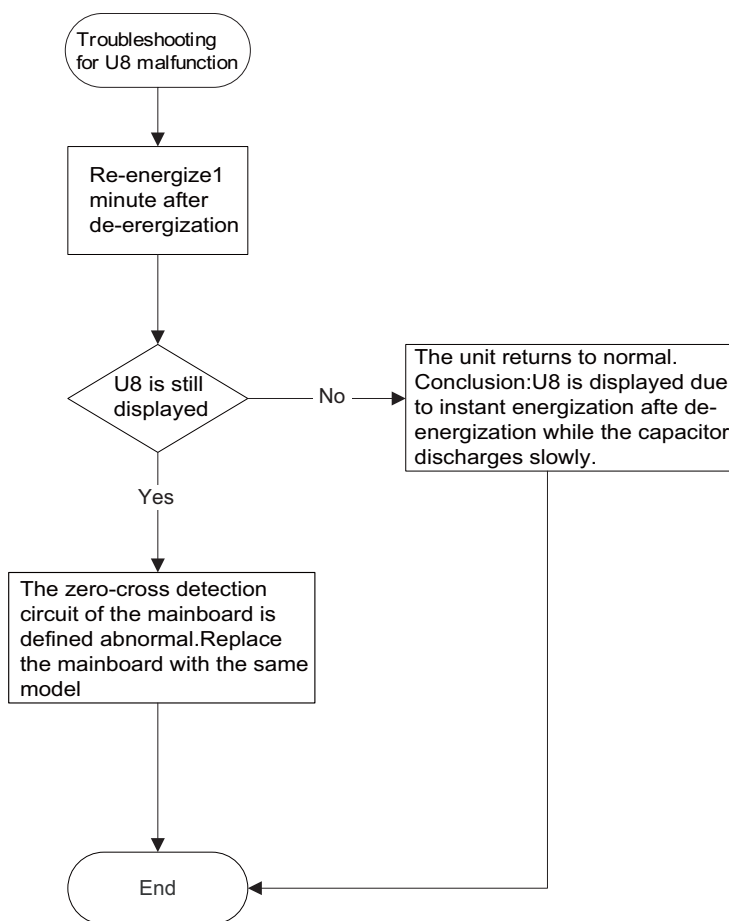 Troubleshooting
for U8 malfunction
Re-energize1
minute after
de-erergization
U8 is still
displayed
No
The unit returns to normal.
Conclusion:U8 is displayed due
to instant energization afte de-
energization while the capacitor
discharges slowly.
Yes
The zero-cross detection
circuit of the mainboard is
defined abnormal.Replace
the mainboard with the same
model
End